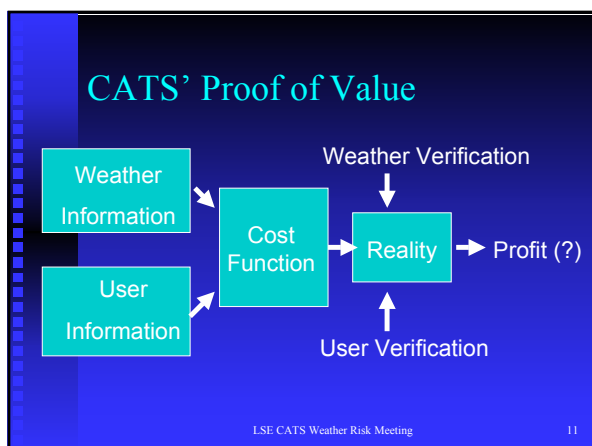 CATS' Proof of Value
Weather
Information
User
Information
Cost
Function
Weather Verification
Reality
User Verification
Profit (?)
LSE CATS Weather Risk Meeting
11